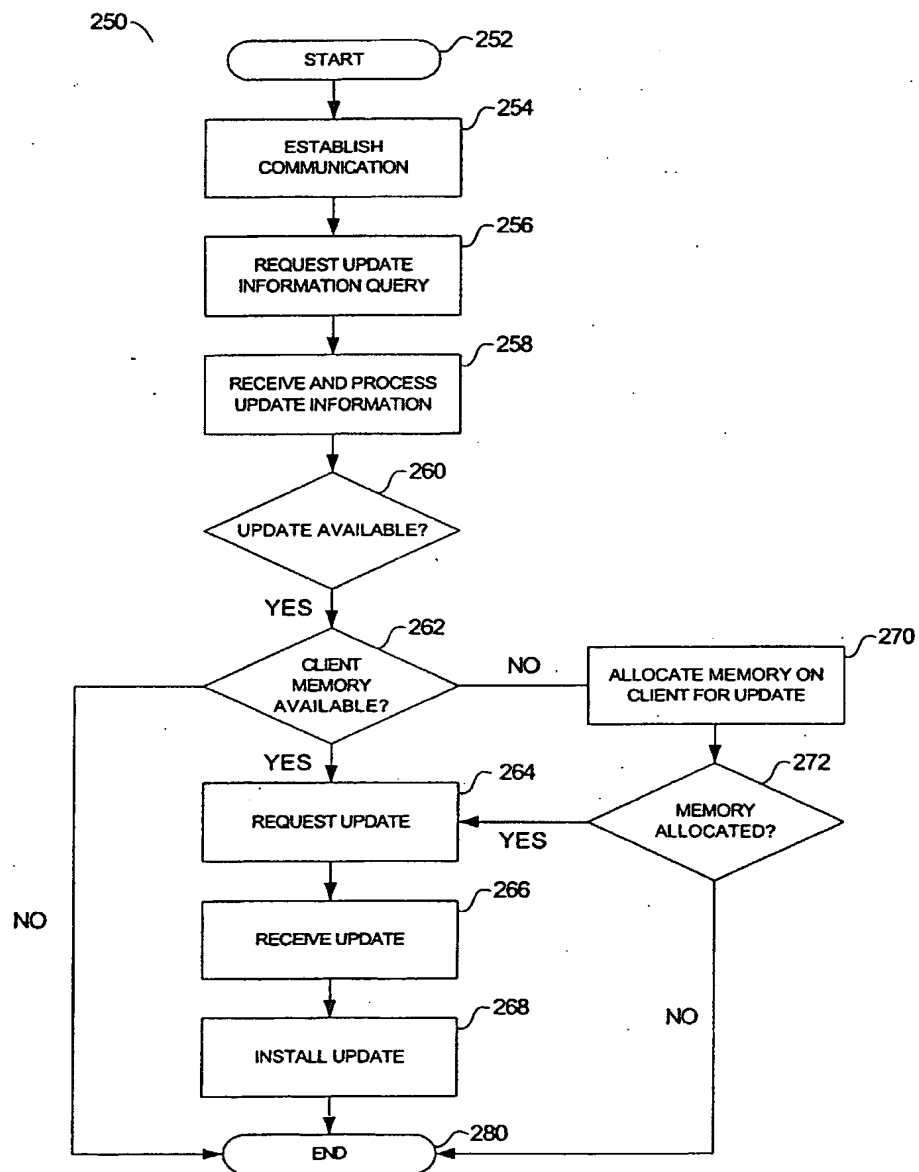 250
START
252
254
ESTABLISH
COMMUNICATION
256
REQUEST UPDATE
INFORMATION QUERY
258
RECEIVE AND PROCESS
UPDATE INFORMATION
260
UPDATE AVAILABLE?
YES
262
CLIENT
MEMORY
AVAILABLE?
NO
270
ALLOCATE MEMORY ON
CLIENT FOR UPDATE
YES
264
272
REQUEST UPDATE
YES
MEMORY
ALLOCATED?
266
RECEIVE UPDATE
NO
268
INSTALL UPDATE
NO
END
280